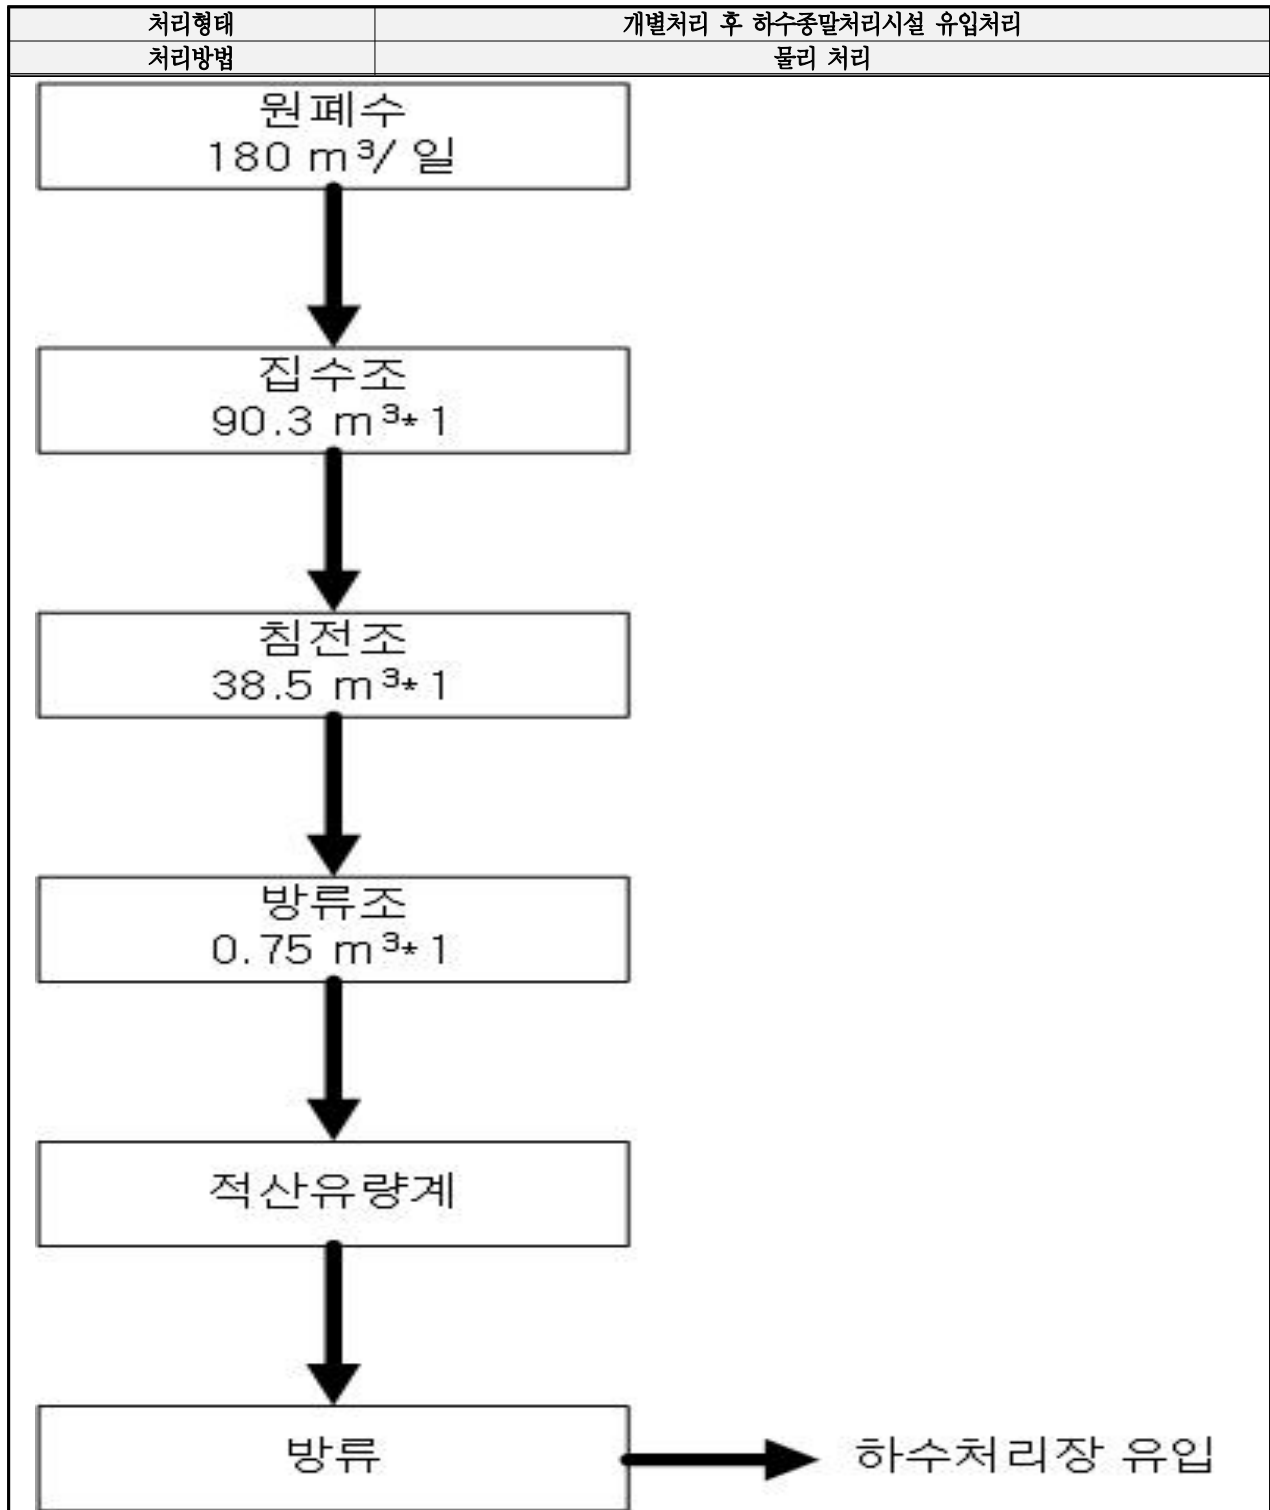 처리형태 개별처리 후 하수종말처리시설 유입처리
처리방법 물리 처리
원폐수
180 m³/ 일
집수조
90.3 m³*1
침전조
38.5 m³*1
방류조
0.75 m³*1
적산유량계
방류 하수처리장 유입